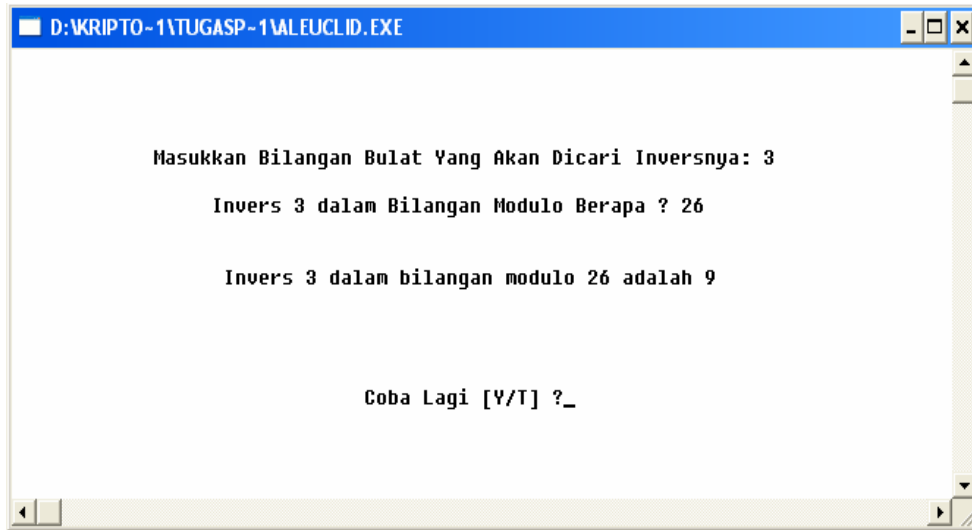 D:\KRIPTO~1\TUGASP~1\ALEUCLID.EXE
Masukkan Bilangan Bulat Yang Akan Dicari Inversnya: 3
Invers 3 dalam Bilangan Modulo Berapa ? 26
Invers 3 dalam bilangan modulo 26 adalah 9
Coba Lagi [Y/T] ?_